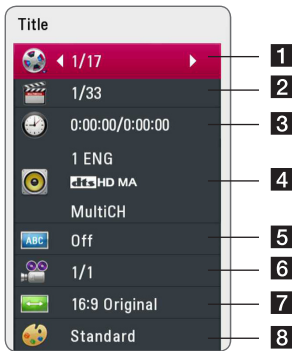 Title
1/17 1
1/33 2
0:00:00/0:00:00 3
1 ENG
dts HD MA 4
MultiCH
ABC Off 5
1/1 6
16:9 Original 7
Standard 8